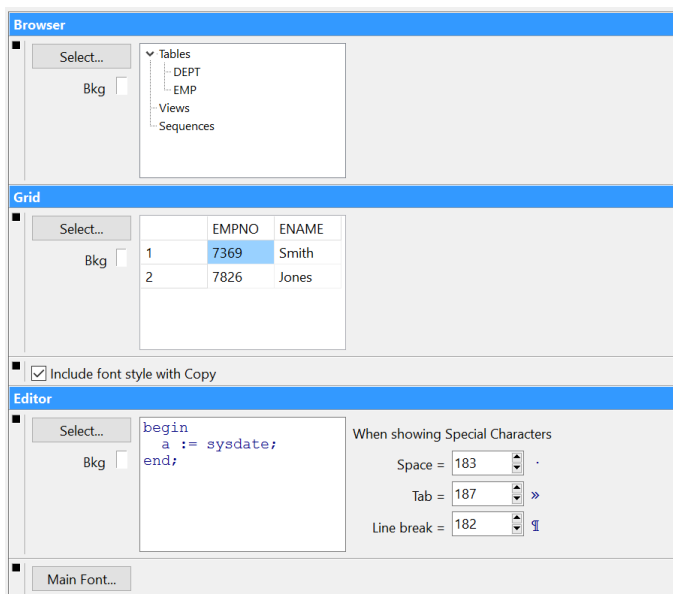 Browser
Select...
Bkg
Tables
DEPT
EMP
Views
Sequences
Grid
Select...
Bkg
EMPNO ENAME
1 7369 Smith
2 7826 Jones
Include font style with Copy
Editor
Select...
Bkg
begin
a := sysdate;
end;
When showing Special Characters
Space = 183 ·
Tab = 187 »
Line break = 182 ¶
Main Font...